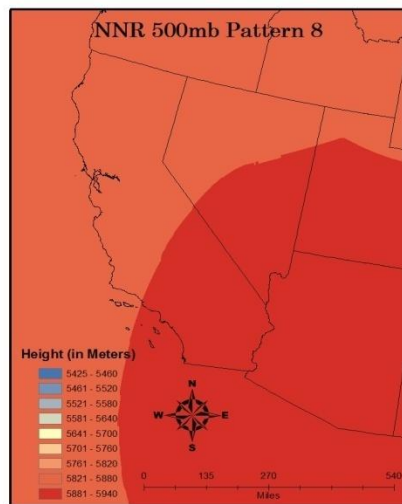 NNR 500mb Pattern 8
Height (in Meters)
5425 - 5460
5461 - 5520
5521 - 5580
5581 - 5640
5641 - 5700
5701 - 5760
5761 - 5820
5821 - 5880
5881 - 5940
N
W E
S
0 135 270 540
Miles